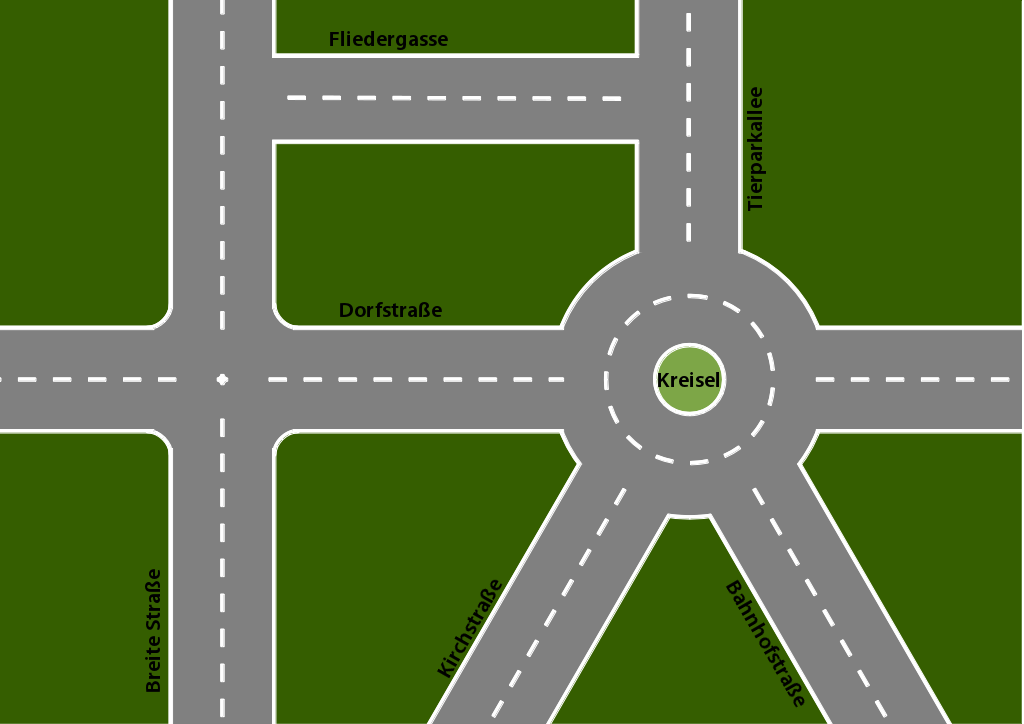 Fliedergasse
Tierparkallee
Dorfstraße
Kreisel
Breite Straße
Kirchstraße
Bahnhofstraße